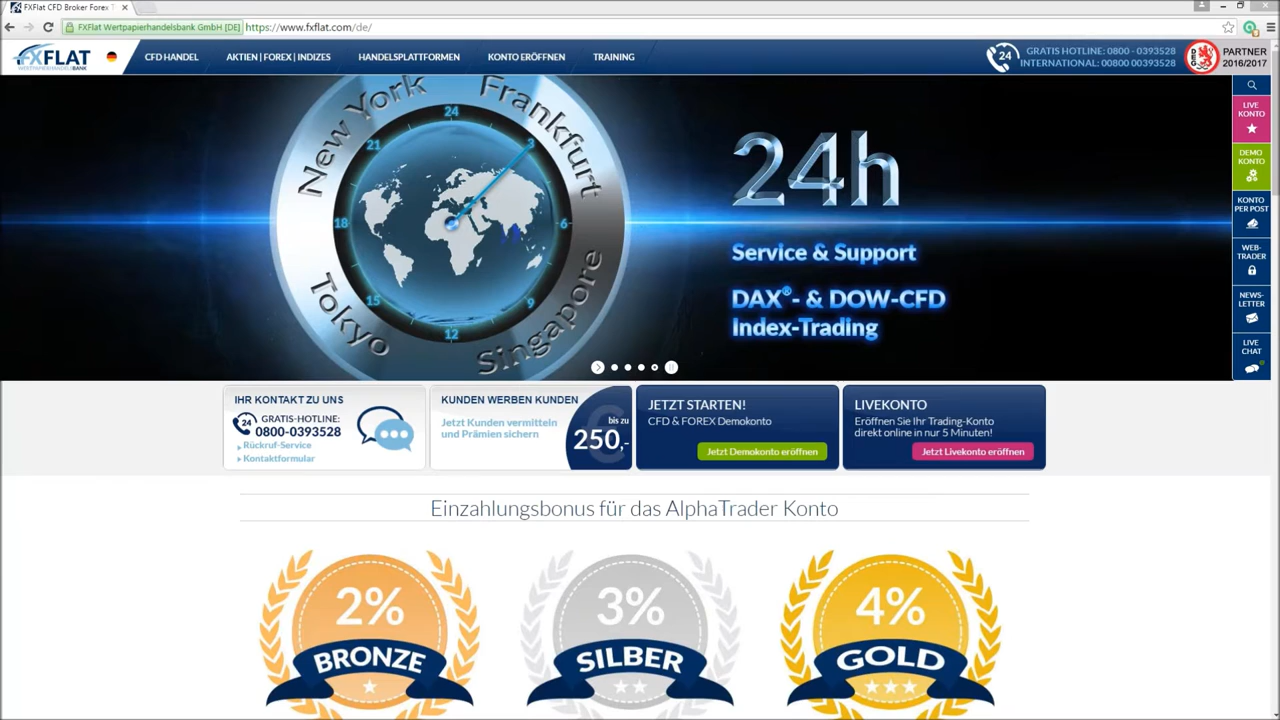 FXFlat CFD Broker Forex T
FXFlat Wertpapierhandelsbank GmbH [DE]
https://www.fxflat.com/de/
FXFLAT
WERTPAPIERHANDELSBANK
CFD HANDEL
AKTIEN | FOREX | INDIZES
HANDELSPLATTFORMEN
KONTO ERÖFFNEN
TRAINING
24
GRATIS HOTLINE: 0800 - 0393528
INTERNATIONAL: 00800 00393528
DEG
PARTNER
2016/2017
New York
Frankfurt
Tokyo
Singapore
24
3
6
9
12
15
18
21
24h
Service & Support
DAX®- & DOW-CFD
Index-Trading
LIVE
KONTO
DEMO
KONTO
KONTO
PER POST
WEB-
TRADER
NEWS-
LETTER
LIVE
CHAT
IHR KONTAKT ZU UNS
24
GRATIS-HOTLINE:
0800-0393528
Rückruf-Service
Kontaktformular
KUNDEN WERBEN KUNDEN
Jetzt Kunden vermitteln
und Prämien sichern
bis zu
250,-
€
JETZT STARTEN!
CFD & FOREX Demokonto
Jetzt Demokonto eröffnen
LIVEKONTO
Eröffnen Sie Ihr Trading-Konto
direkt online in nur 5 Minuten!
Jetzt Livekonto eröffnen
Einzahlungsbonus für das AlphaTrader Konto
2%
BRONZE
3%
SILBER
4%
GOLD